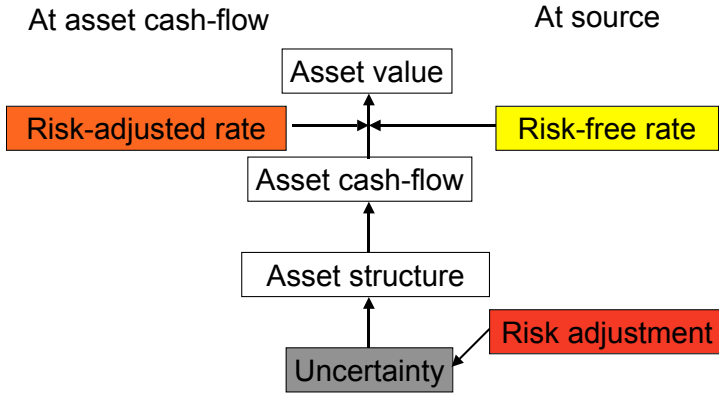 At asset cash-flow
At source
Asset value
Risk-adjusted rate
Risk-free rate
Asset cash-flow
Asset structure
Risk adjustment
Uncertainty